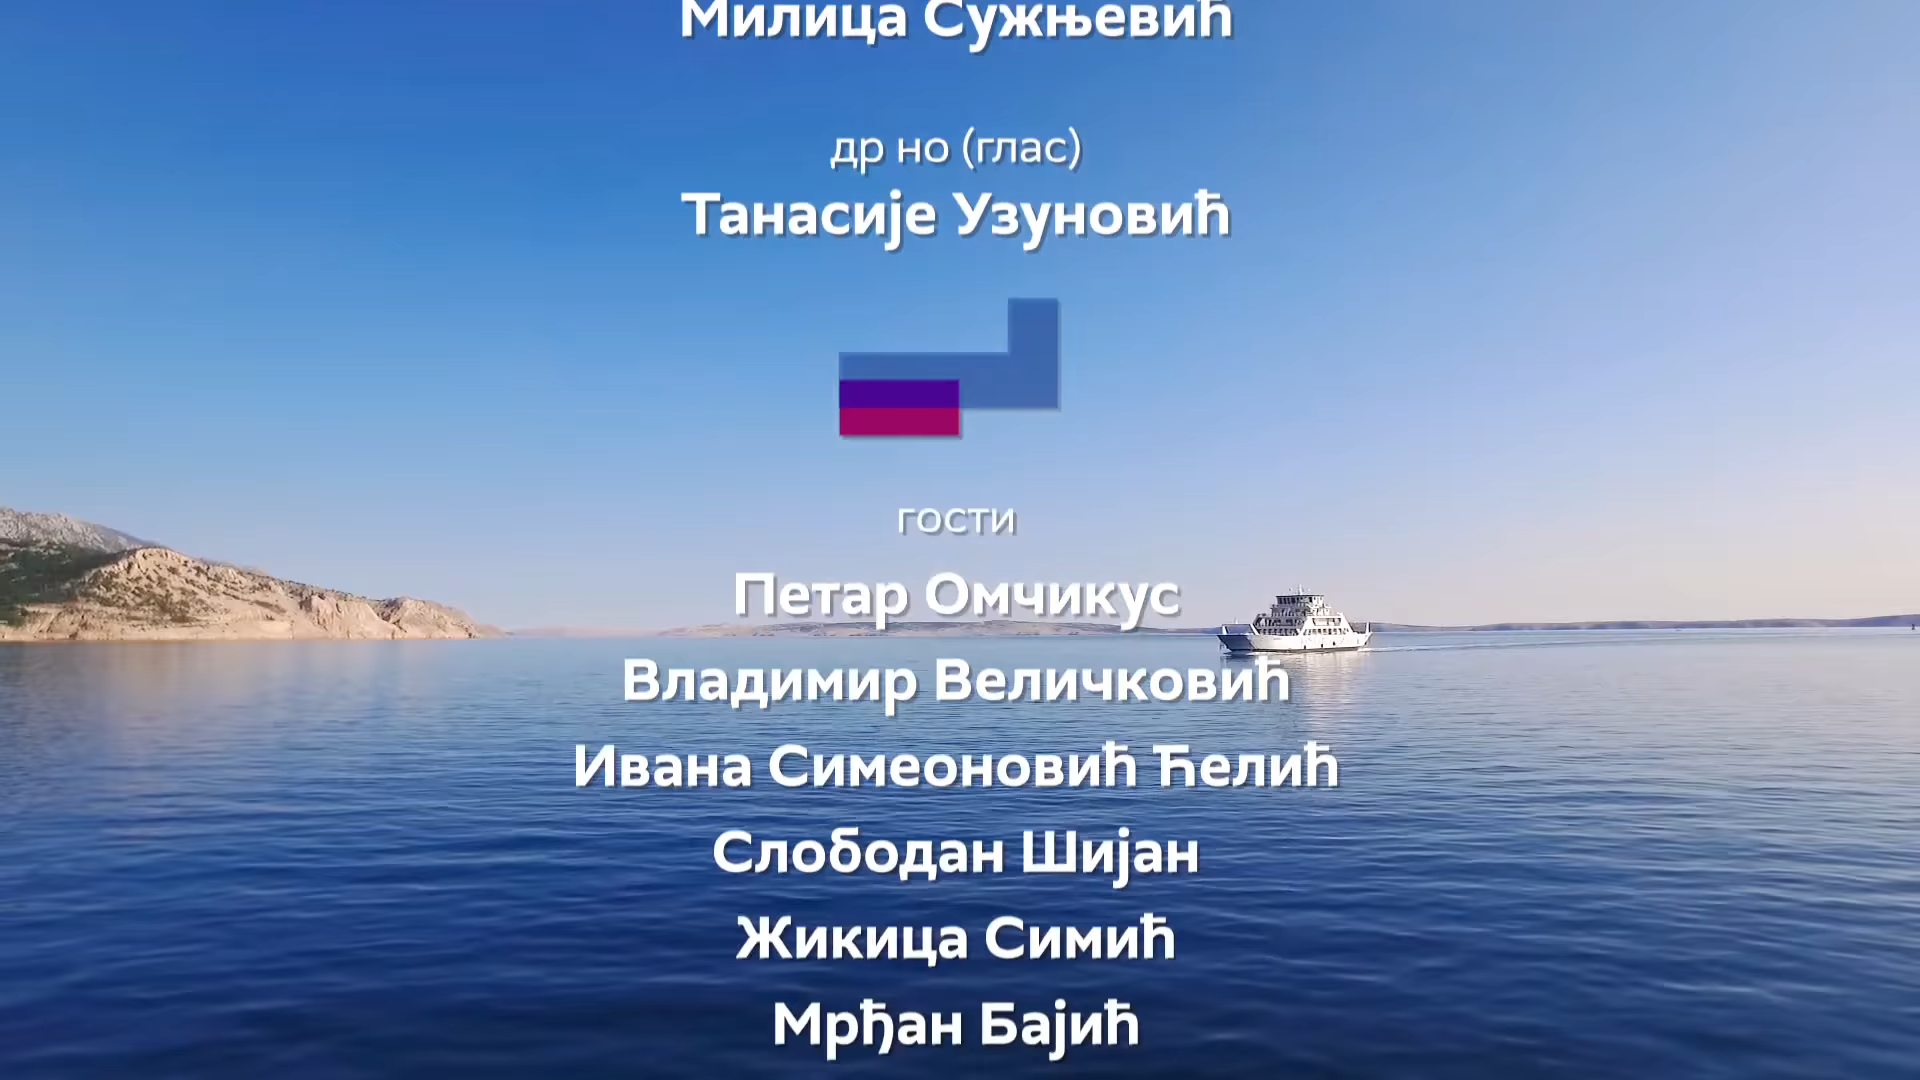 Милица Сужњевић
др но (глас)
Танасије Узуновић
гости
Петар Омчикус
Владимир Величковић
Ивана Симеоновић Ћелић
Слободан Шијан
Жикица Симић
Мрђан Бајић